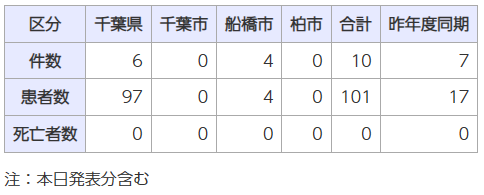 区分 千葉県 千葉市 船橋市 柏市 合計 昨年度同期
件数 6 0 4 0 10 7
患者数 97 0 4 0 101 17
死亡者数 0 0 0 0 0 0
注：本日発表分含む